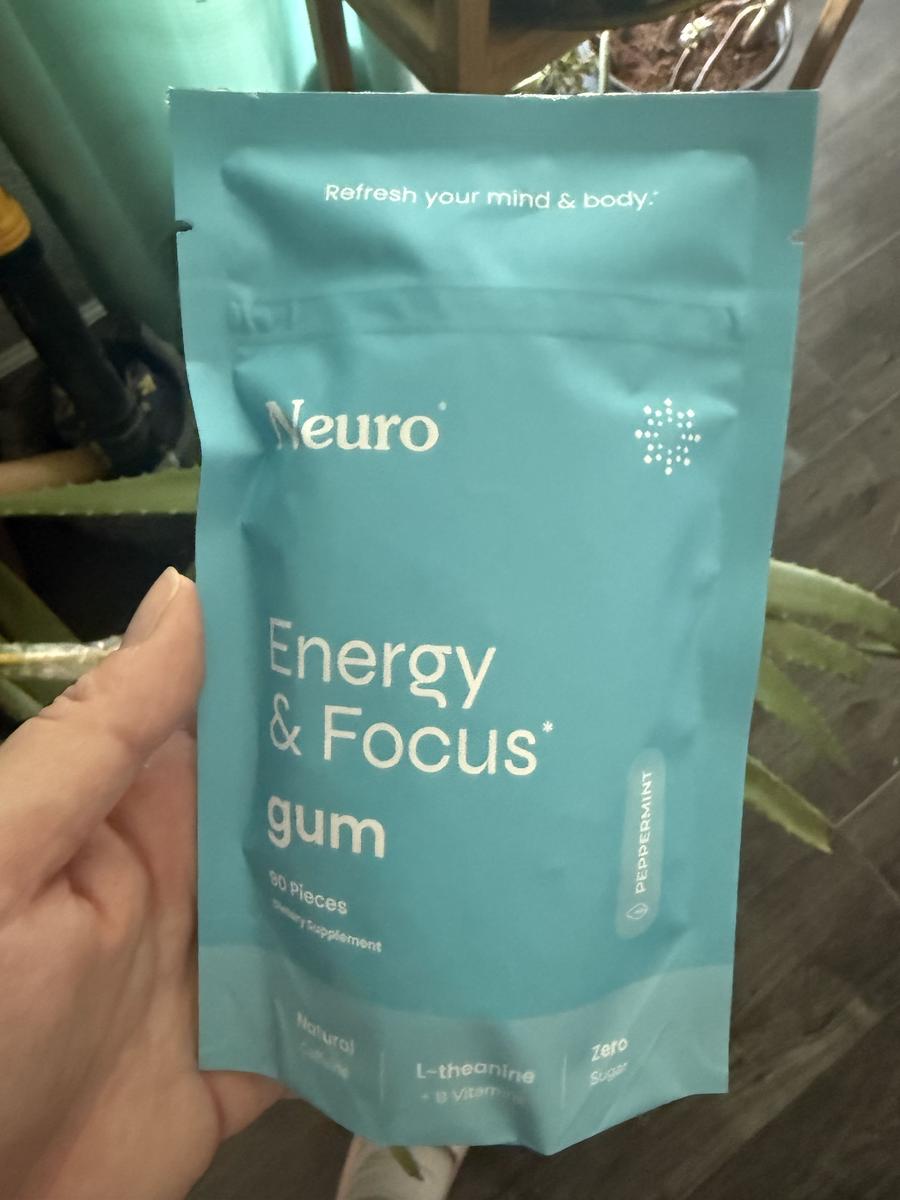 Refresh your mind & body.*
Neuro®
Energy
& Focus*
gum
90 Pieces
Dietary Supplement
PEPPERMINT
Natural
Caffeine
L-theanine
+ B Vitamins
Zero
Sugar